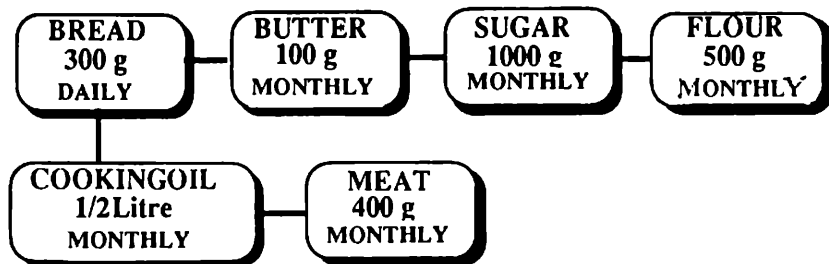 BREAD
300 g
DAILY
BUTTER
100 g
MONTHLY
SUGAR
1000 g
MONTHLY
FLOUR
500 g
MONTHLY
COOKINGOIL
1/2Litre
MONTHLY
MEAT
400 g
MONTHLY